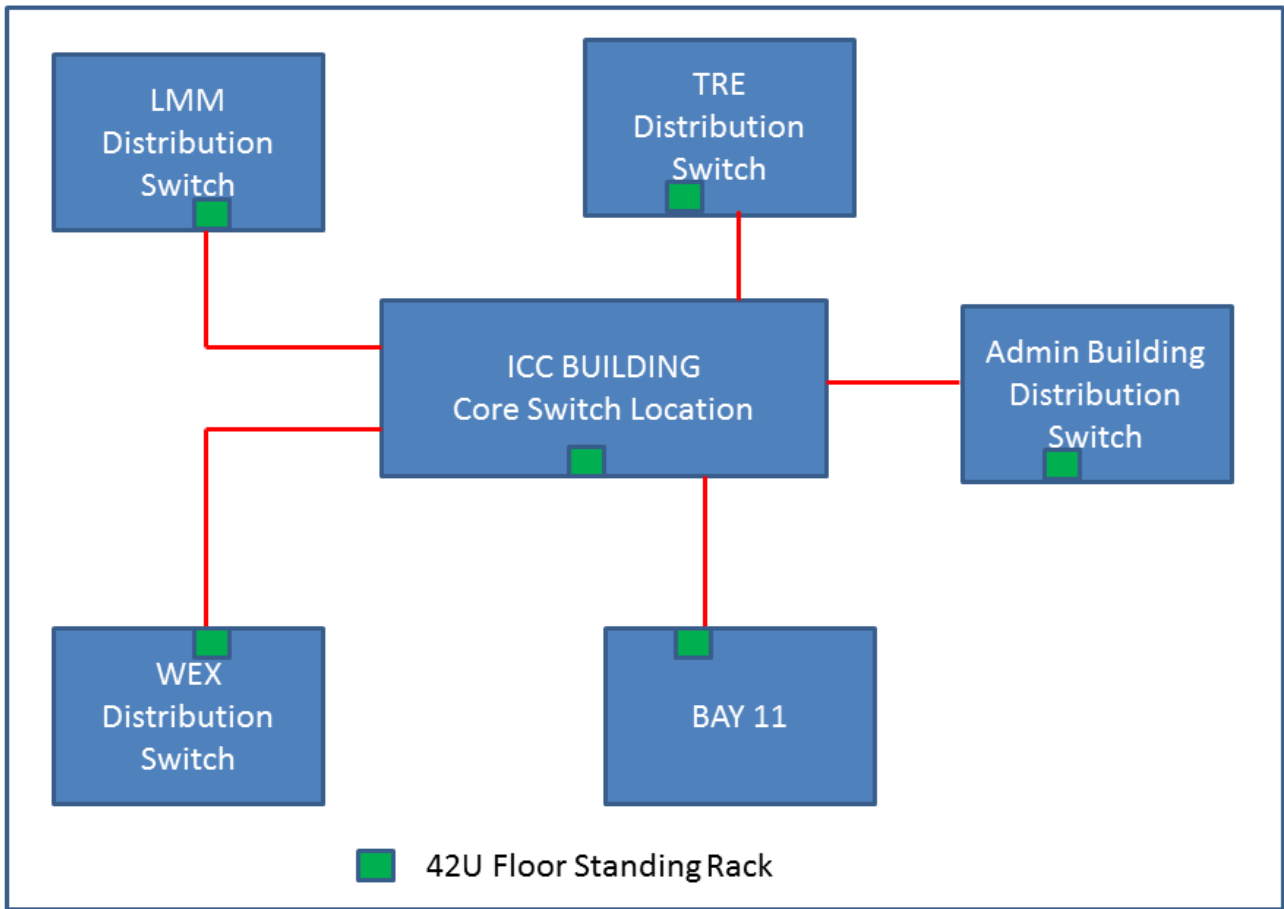 LMM
Distribution
Switch
TRE
Distribution
Switch
ICC BUILDING
Core Switch Location
Admin Building
Distribution
Switch
WEX
Distribution
Switch
BAY 11
42U Floor Standing Rack